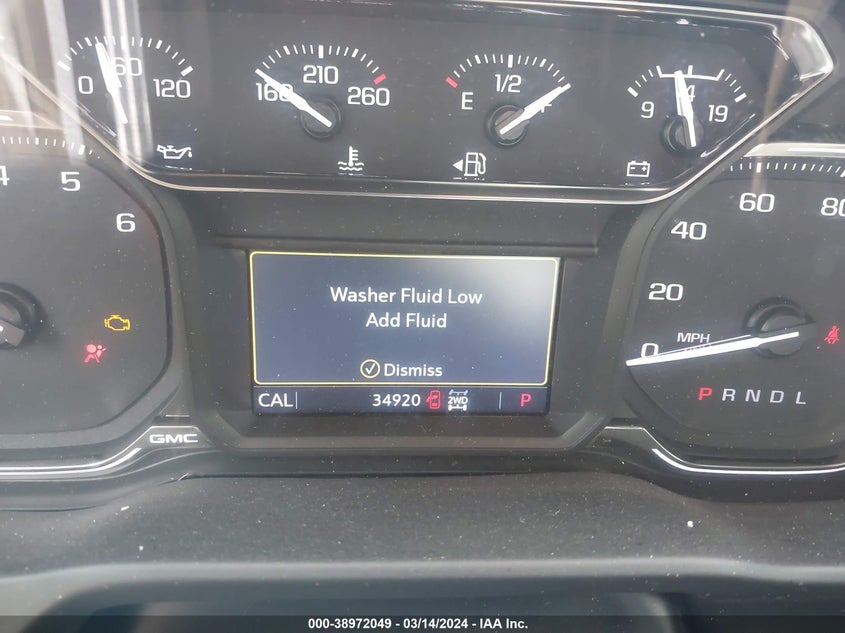 0 60 120
160 210 260
E 1/2 F
9 14 19
5
6
20
40
60
80
0
MPH
P R N D L
Washer Fluid Low
Add Fluid
Dismiss
CAL 34920 2WD P
GMC
000-38972049 - 03/14/2024 - IAA Inc.